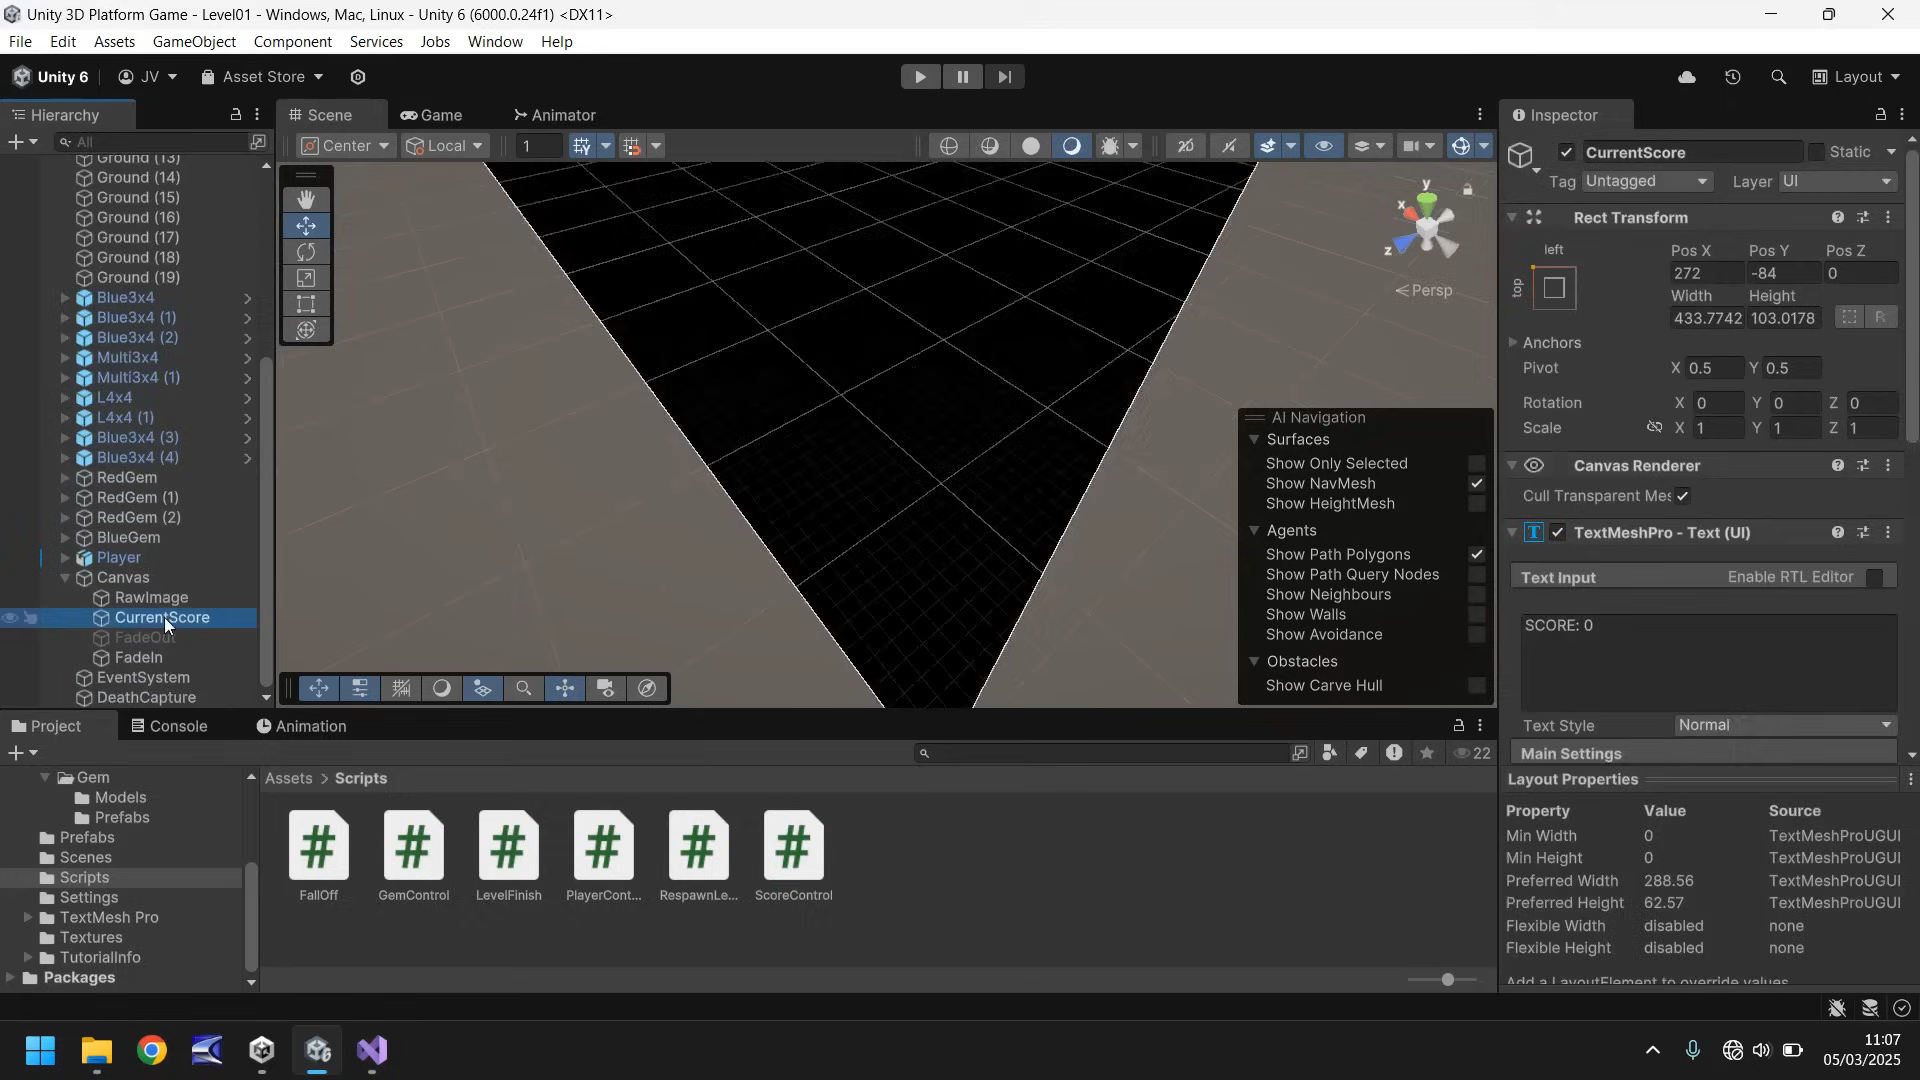 Unity 3D Platform Game - Level01 - Windows, Mac, Linux - Unity 6 (6000.0.24f1) <DX11>
File Edit Assets GameObject Component Services Jobs Window Help
Unity 6 JV Asset Store Layout
Hierarchy
All
Ground (13)
Ground (14)
Ground (15)
Ground (16)
Ground (17)
Ground (18)
Ground (19)
Blue3x4
Blue3x4 (1)
Blue3x4 (2)
Multi3x4
Multi3x4 (1)
L4x4
L4x4 (1)
Blue3x4 (3)
Blue3x4 (4)
RedGem
RedGem (1)
RedGem (2)
BlueGem
Player
Canvas
RawImage
CurrentScore
FadeOut
FadeIn
EventSystem
DeathCapture
Scene Game Animator
Center Local 1 2D
y
x
z
Persp
AI Navigation
Surfaces
Show Only Selected
Show NavMesh
Show HeightMesh
Agents
Show Path Polygons
Show Path Query Nodes
Show Neighbours
Show Walls
Show Avoidance
Obstacles
Show Carve Hull
Inspector
CurrentScore Static
Tag Untagged Layer UI
Rect Transform
left
top
Pos X Pos Y Pos Z
272 -84 0
Width Height
433.7742 103.0178 R
Anchors
Pivot X 0.5 Y 0.5
Rotation X 0 Y 0 Z 0
Scale X 1 Y 1 Z 1
Canvas Renderer
Cull Transparent Mes
TextMeshPro - Text (UI)
Text Input Enable RTL Editor
SCORE: 0
Text Style Normal
Main Settings
Layout Properties
Property Value Source
Min Width 0 TextMeshProUGUI
Min Height 0 TextMeshProUGUI
Preferred Width 288.56 TextMeshProUGUI
Preferred Height 62.57 TextMeshProUGUI
Flexible Width disabled none
Flexible Height disabled none
Add a LayoutElement to override values
Project Console Animation
22
Gem
Models
Prefabs
Prefabs
Scenes
Scripts
Settings
TextMesh Pro
Textures
TutorialInfo
Packages
Assets > Scripts
FallOff GemControl LevelFinish PlayerCont... RespawnLe... ScoreControl
11:07
05/03/2025